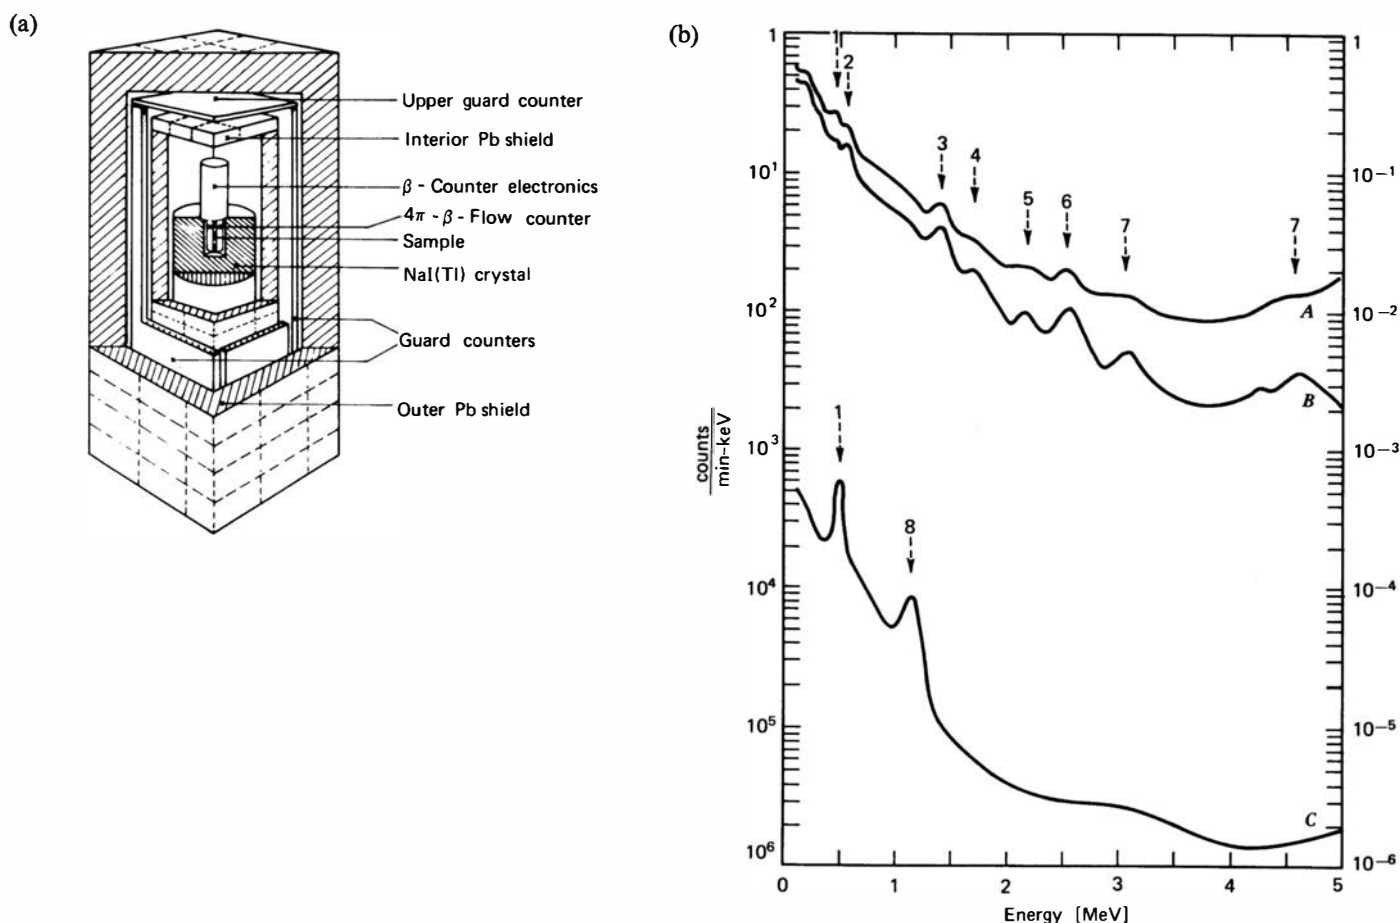 (a)
Upper guard counter
Interior Pb shield
β - Counter electronics
4π - β - Flow counter
Sample
NaI(Tl) crystal
Guard counters
Outer Pb shield
(b)
1
10¹
10²
10³
10⁴
10⁵
10⁶
counts
min-keV
1
2
3
4
5
6
7
7
A
B
1
8
C
1
10⁻¹
10⁻²
10⁻³
10⁻⁴
10⁻⁵
10⁻⁶
0
1
2
3
4
5
Energy [MeV]